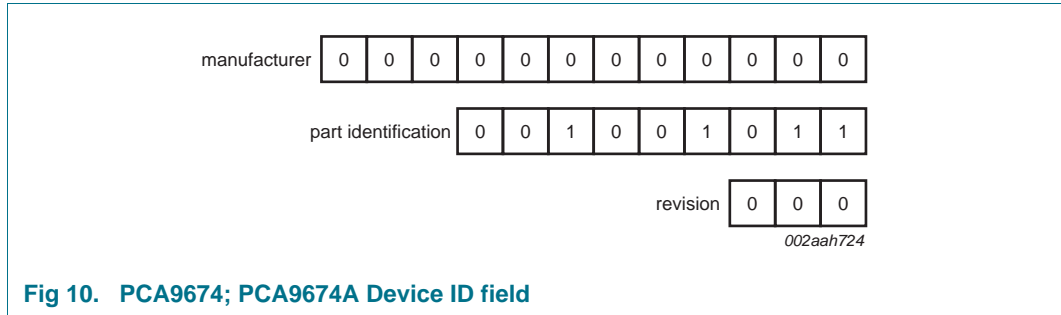 manufacturer 0 0 0 0 0 0 0 0 0 0 0 0
part identification 0 0 1 0 0 1 0 1 1
revision 0 0 0
002aah724
Fig 10. PCA9674; PCA9674A Device ID field